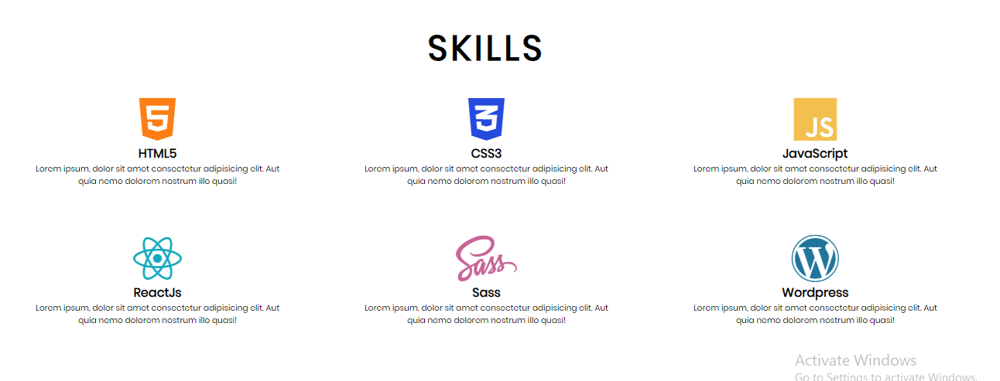 SKILLS
5
3
JS
HTML5
CSS3
JavaScript
Lorem ipsum, dolor sit amet consectetur adipisicing elit. Aut
quia nemo dolorem nostrum illo quasi!
Lorem ipsum, dolor sit amet consectetur adipisicing elit. Aut
quia nemo dolorem nostrum illo quasi!
Lorem ipsum, dolor sit amet consectetur adipisicing elit. Aut
quia nemo dolorem nostrum illo quasi!
Sass
W
ReactJs
Sass
Wordpress
Lorem ipsum, dolor sit amet consectetur adipisicing elit. Aut
quia nemo dolorem nostrum illo quasi!
Lorem ipsum, dolor sit amet consectetur adipisicing elit. Aut
quia nemo dolorem nostrum illo quasi!
Lorem ipsum, dolor sit amet consectetur adipisicing elit. Aut
quia nemo dolorem nostrum illo quasi!
Activate Windows
Go to Settings to activate Windows.